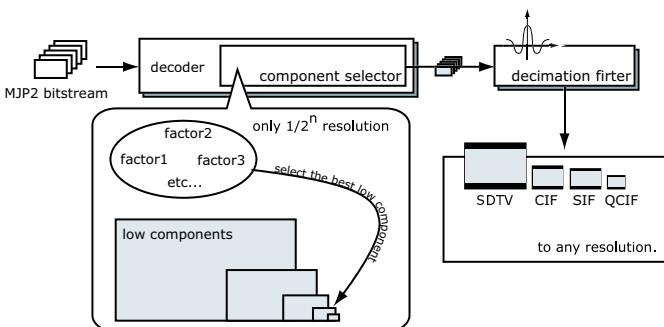 MJP2 bitstream
decoder
component selector
decimation firter
only 1/2^n resolution
factor2
factor1
factor3
etc...
select the best low component
low components
SDTV
CIF
SIF
QCIF
to any resolution.